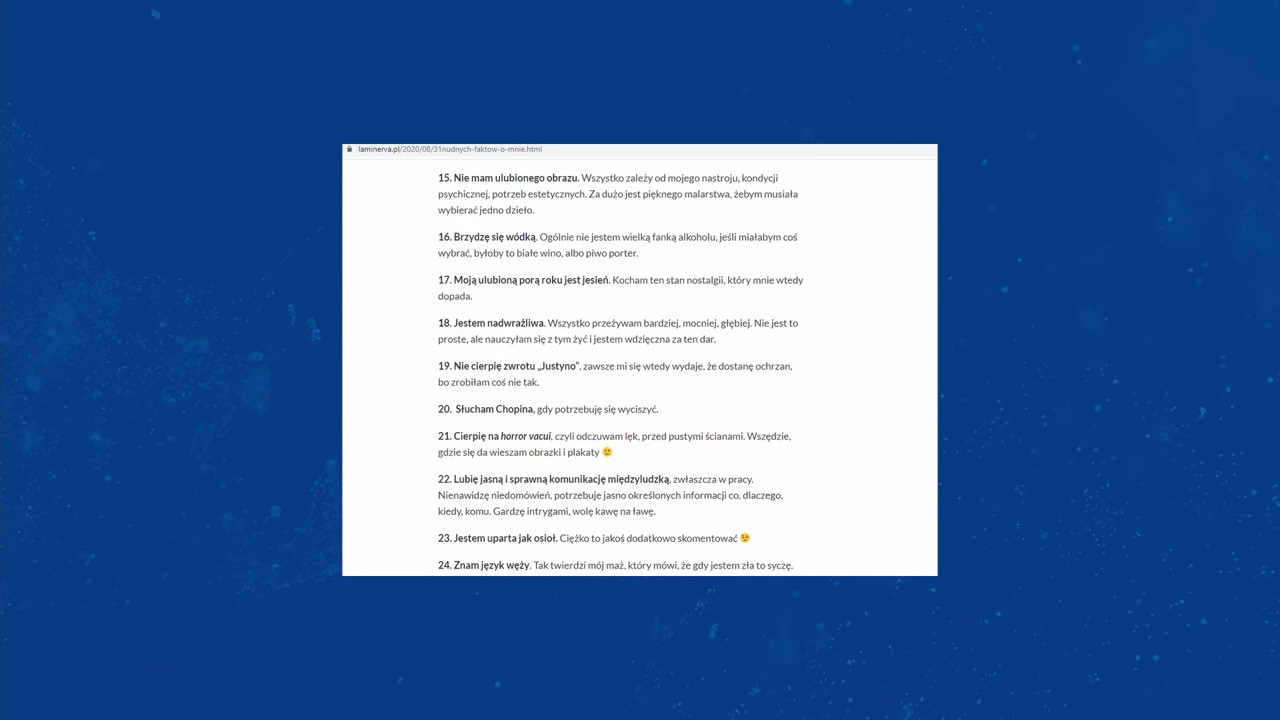 laminerva.pl/2020/08/31nudnych-faktow-o-mnie.html
15. Nie mam ulubionego obrazu. Wszystko zależy od mojego nastroju, kondycji
psychicznej, potrzeb estetycznych. Za dużo jest pięknego malarstwa, żebym musiała
wybierać jedno dzieło.
16. Brzydzę się wódką. Ogólnie nie jestem wielką fanką alkoholu, jeśli miałabym coś
wybrać, byłoby to białe wino, albo piwo porter.
17. Moją ulubioną porą roku jest jesień. Kocham ten stan nostalgii, który mnie wtedy
dopada.
18. Jestem nadwrażliwa. Wszystko przeżywam bardziej, mocniej, głębiej. Nie jest to
proste, ale nauczyłam się z tym żyć i jestem wdzięczna za ten dar.
19. Nie cierpię zwrotu „Justyno”, zawsze mi się wtedy wydaje, że dostanę ochrzan,
bo zrobiłam coś nie tak.
20. Słucham Chopina, gdy potrzebuję się wyciszyć.
21. Cierpię na horror vacui, czyli odczuwam lęk, przed pustymi ścianami. Wszędzie,
gdzie się da wieszam obrazki i plakaty 🙂
22. Lubię jasną i sprawną komunikację międzyludzką, zwłaszcza w pracy.
Nienawidzę niedomówień, potrzebuje jasno określonych informacji co, dlaczego,
kiedy, komu. Gardzę intrygami, wolę kawę na ławę.
23. Jestem uparta jak osioł. Ciężko to jakoś dodatkowo skomentować 😉
24. Znam język węży. Tak twierdzi mój maż, który mówi, że gdy jestem zła to syczę.